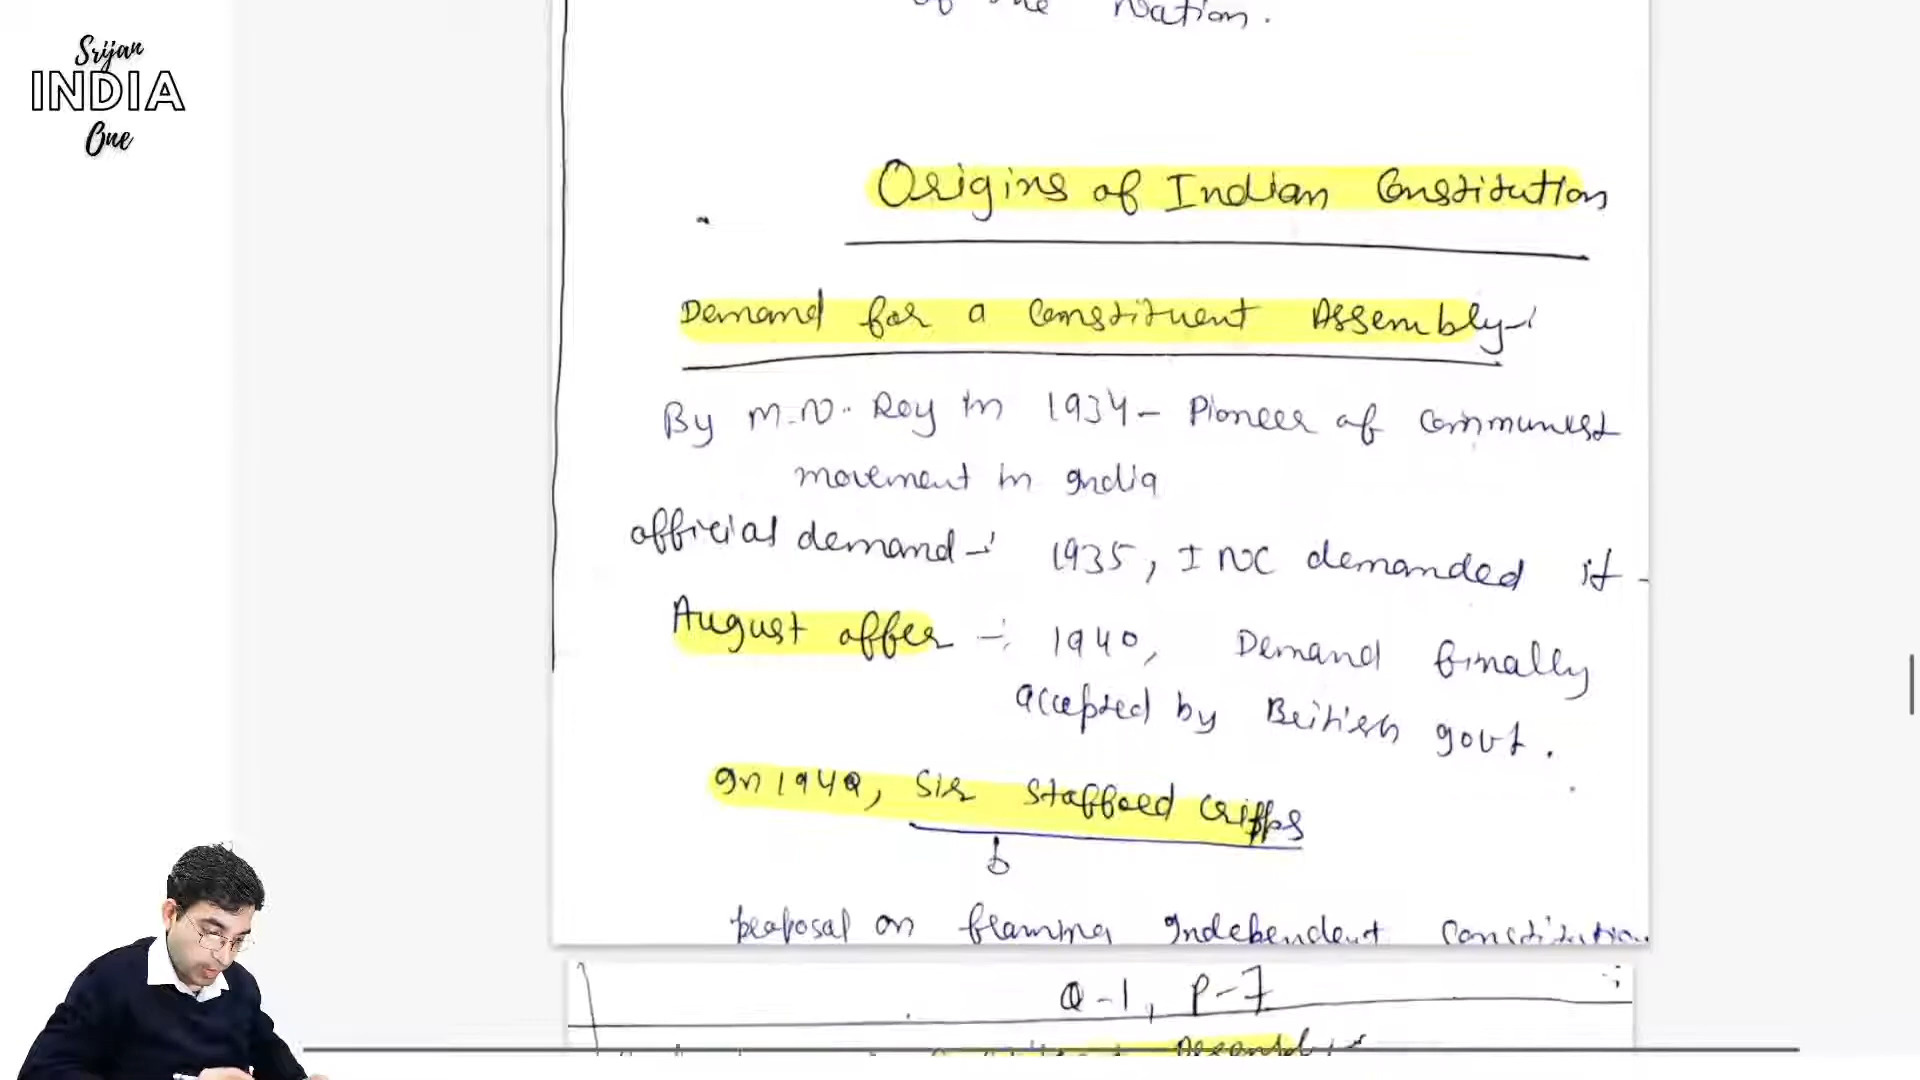 Srijan
INDIA
One
of the Nation.
Origins of Indian Constitution
Demand for a Constituent Assembly-:
By M.N. Roy in 1934 - Pioneer of Communist
movement in India
official demand -: 1935, INC demanded it -
August offer -: 1940, Demand finally
accepted by British govt.
In 1942, Sir Stafford Cripps
proposal on framing Independent Constitution
Q-1, P-7